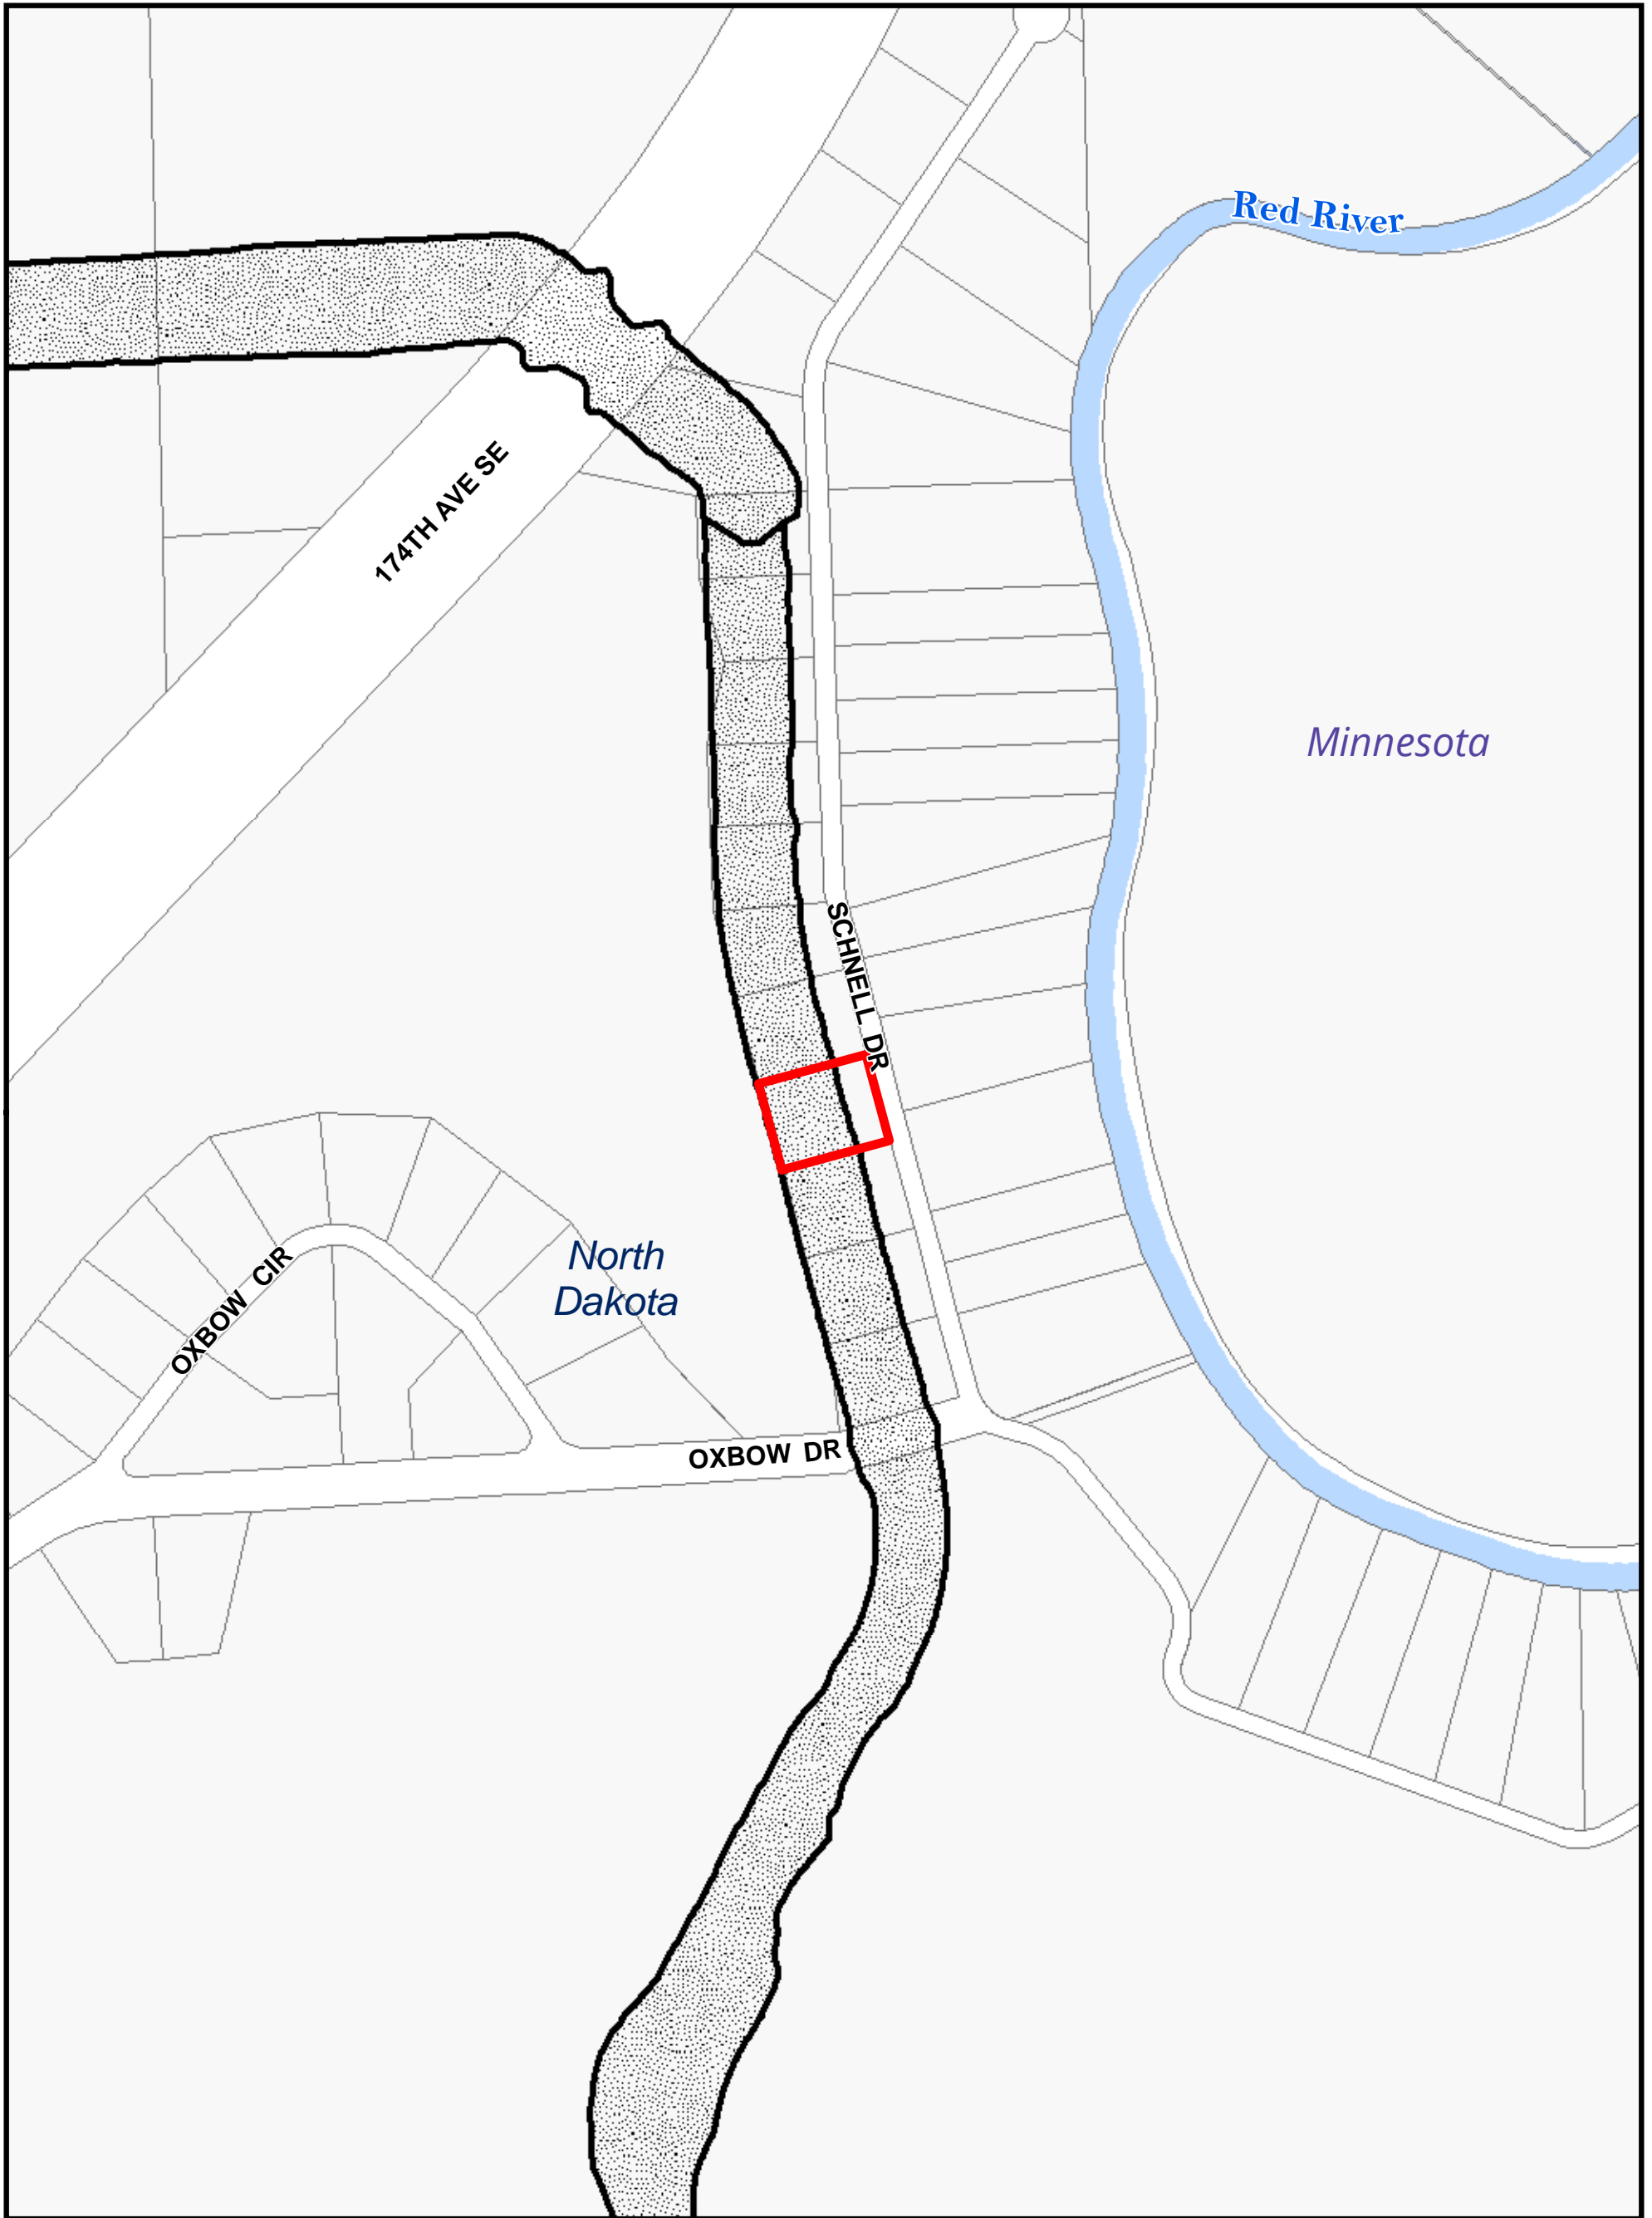 Red River
174TH AVE SE
Minnesota
SCHNELL DR
North
Dakota
OXBOW CIR
OXBOW DR